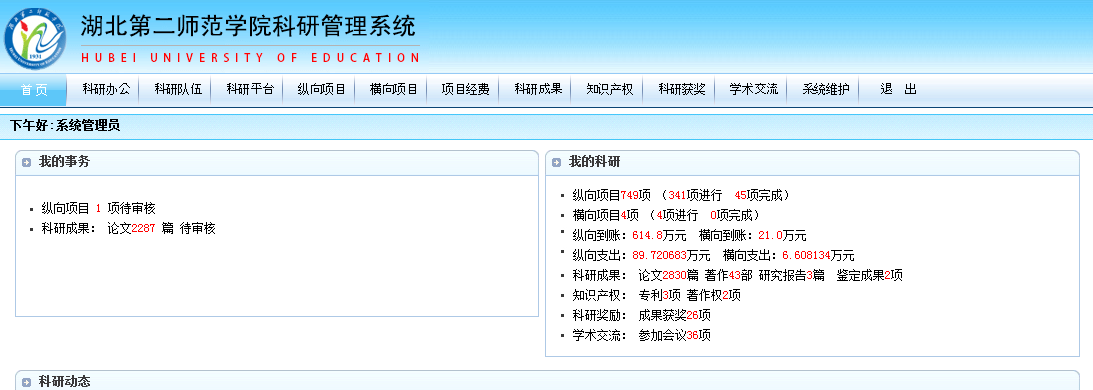 湖北第二师范学院科研管理系统
HUBEI UNIVERSITY OF EDUCATION
首 页 科研办公 科研队伍 科研平台 纵向项目 横向项目 项目经费 科研成果 知识产权 科研获奖 学术交流 系统维护 退 出
下午好:系统管理员
我的事务
纵向项目 1 项待审核
科研成果： 论文2287 篇 待审核
我的科研
纵向项目749项 （341项进行 45项完成）
横向项目4项 （4项进行 0项完成）
纵向到账：614.8万元 横向到账：21.0万元
纵向支出：89.720683万元 横向支出：6.608134万元
科研成果： 论文2830篇 著作43部 研究报告3篇 鉴定成果2项
知识产权： 专利3项 著作权2项
科研奖励： 成果获奖26项
学术交流： 参加会议36项
科研动态